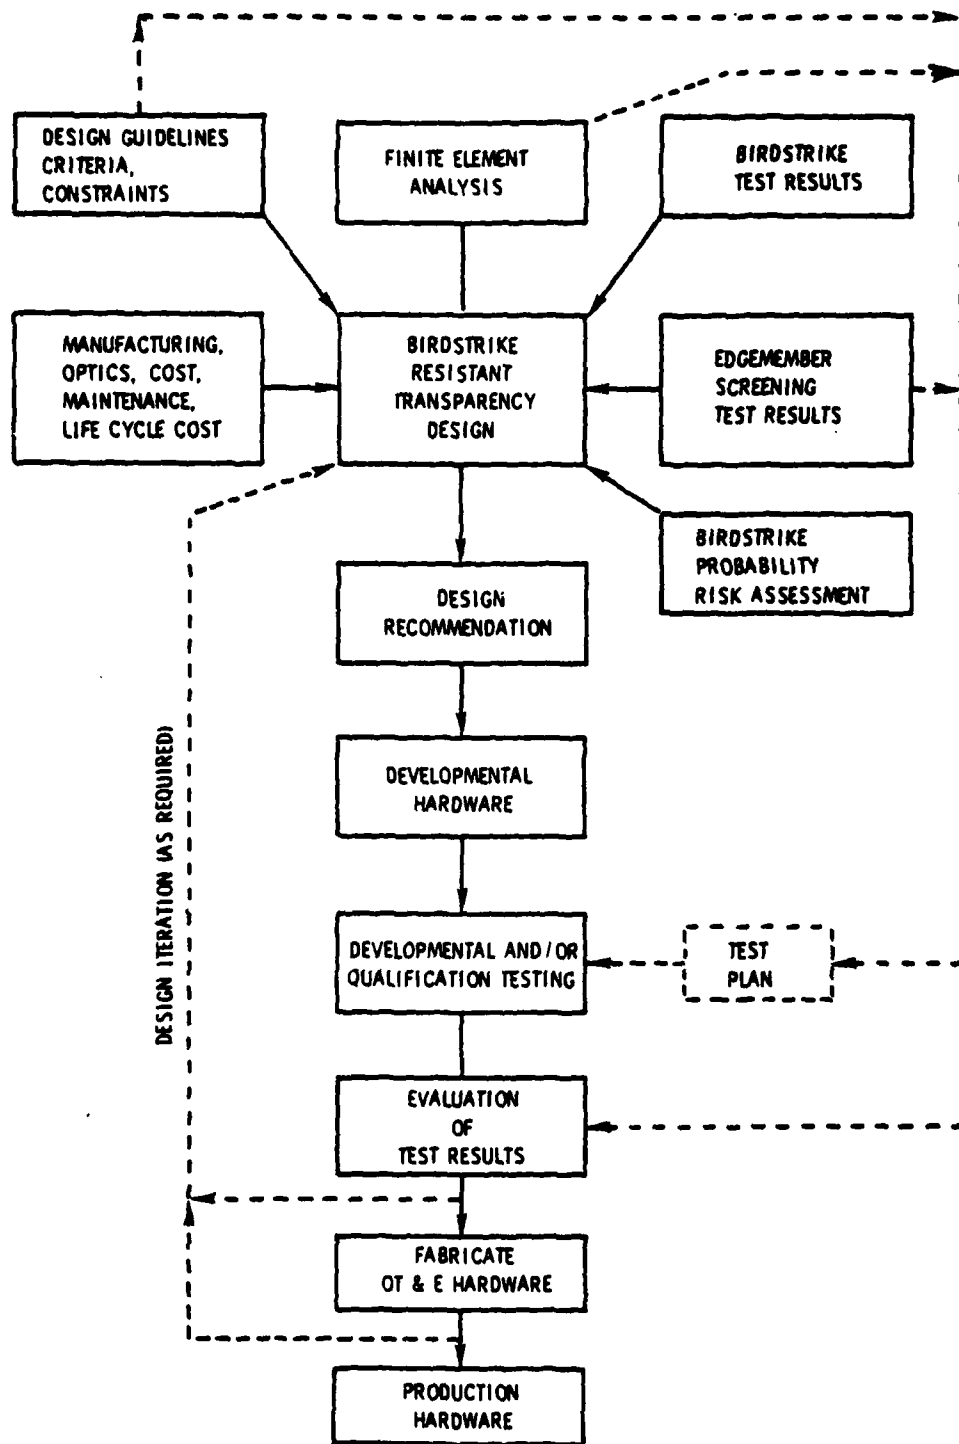 DESIGN GUIDELINES
CRITERIA,
CONSTRAINTS
FINITE ELEMENT
ANALYSIS
BIRDSTRIKE
TEST RESULTS
MANUFACTURING,
OPTICS, COST,
MAINTENANCE,
LIFE CYCLE COST
BIRDSTRIKE
RESISTANT
TRANSPARENCY
DESIGN
EDGEMEMBER
SCREENING
TEST RESULTS
BIRDSTRIKE
PROBABILITY
RISK ASSESSMENT
DESIGN
RECOMMENDATION
DESIGN ITERATION (AS REQUIRED)
DEVELOPMENTAL
HARDWARE
DEVELOPMENTAL AND/OR
QUALIFICATION TESTING
TEST
PLAN
EVALUATION
OF
TEST RESULTS
FABRICATE
OT & E HARDWARE
PRODUCTION
HARDWARE